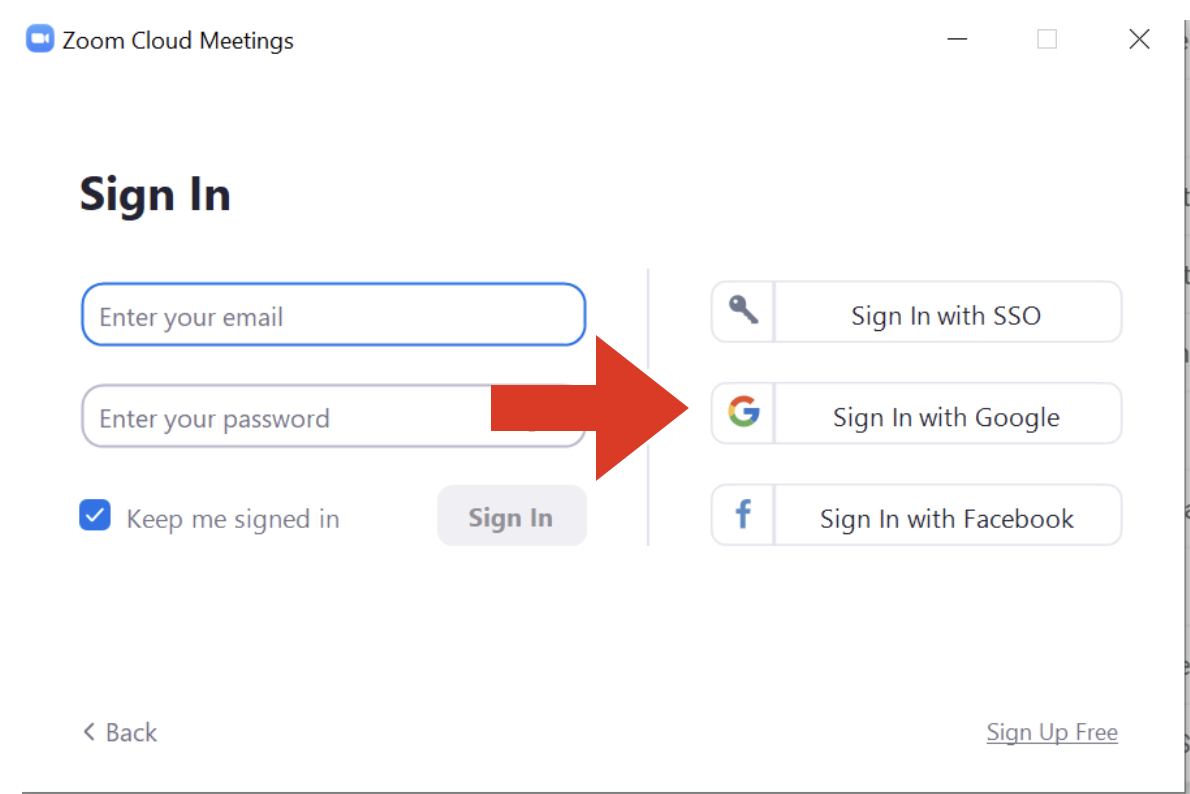 Zoom Cloud Meetings
Sign In
Enter your email
Enter your password
Keep me signed in
Sign In
Sign In with SSO
Sign In with Google
Sign In with Facebook
Back
Sign Up Free